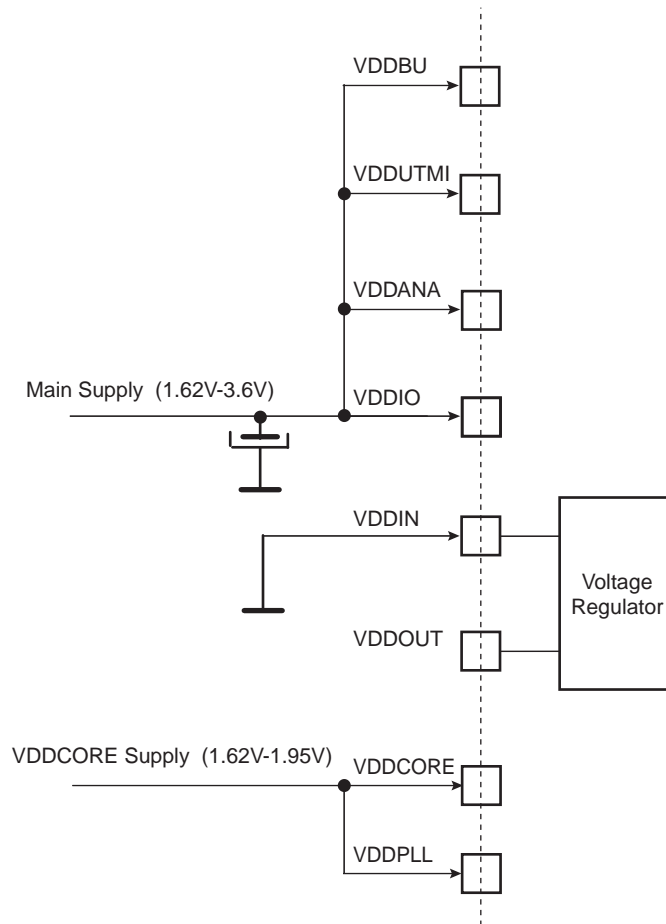 VDDBU
VDDUTMI
VDDANA
Main Supply (1.62V-3.6V)
VDDIO
VDDIN
Voltage
Regulator
VDDOUT
VDDCORE Supply (1.62V-1.95V)
VDDCORE
VDDPLL